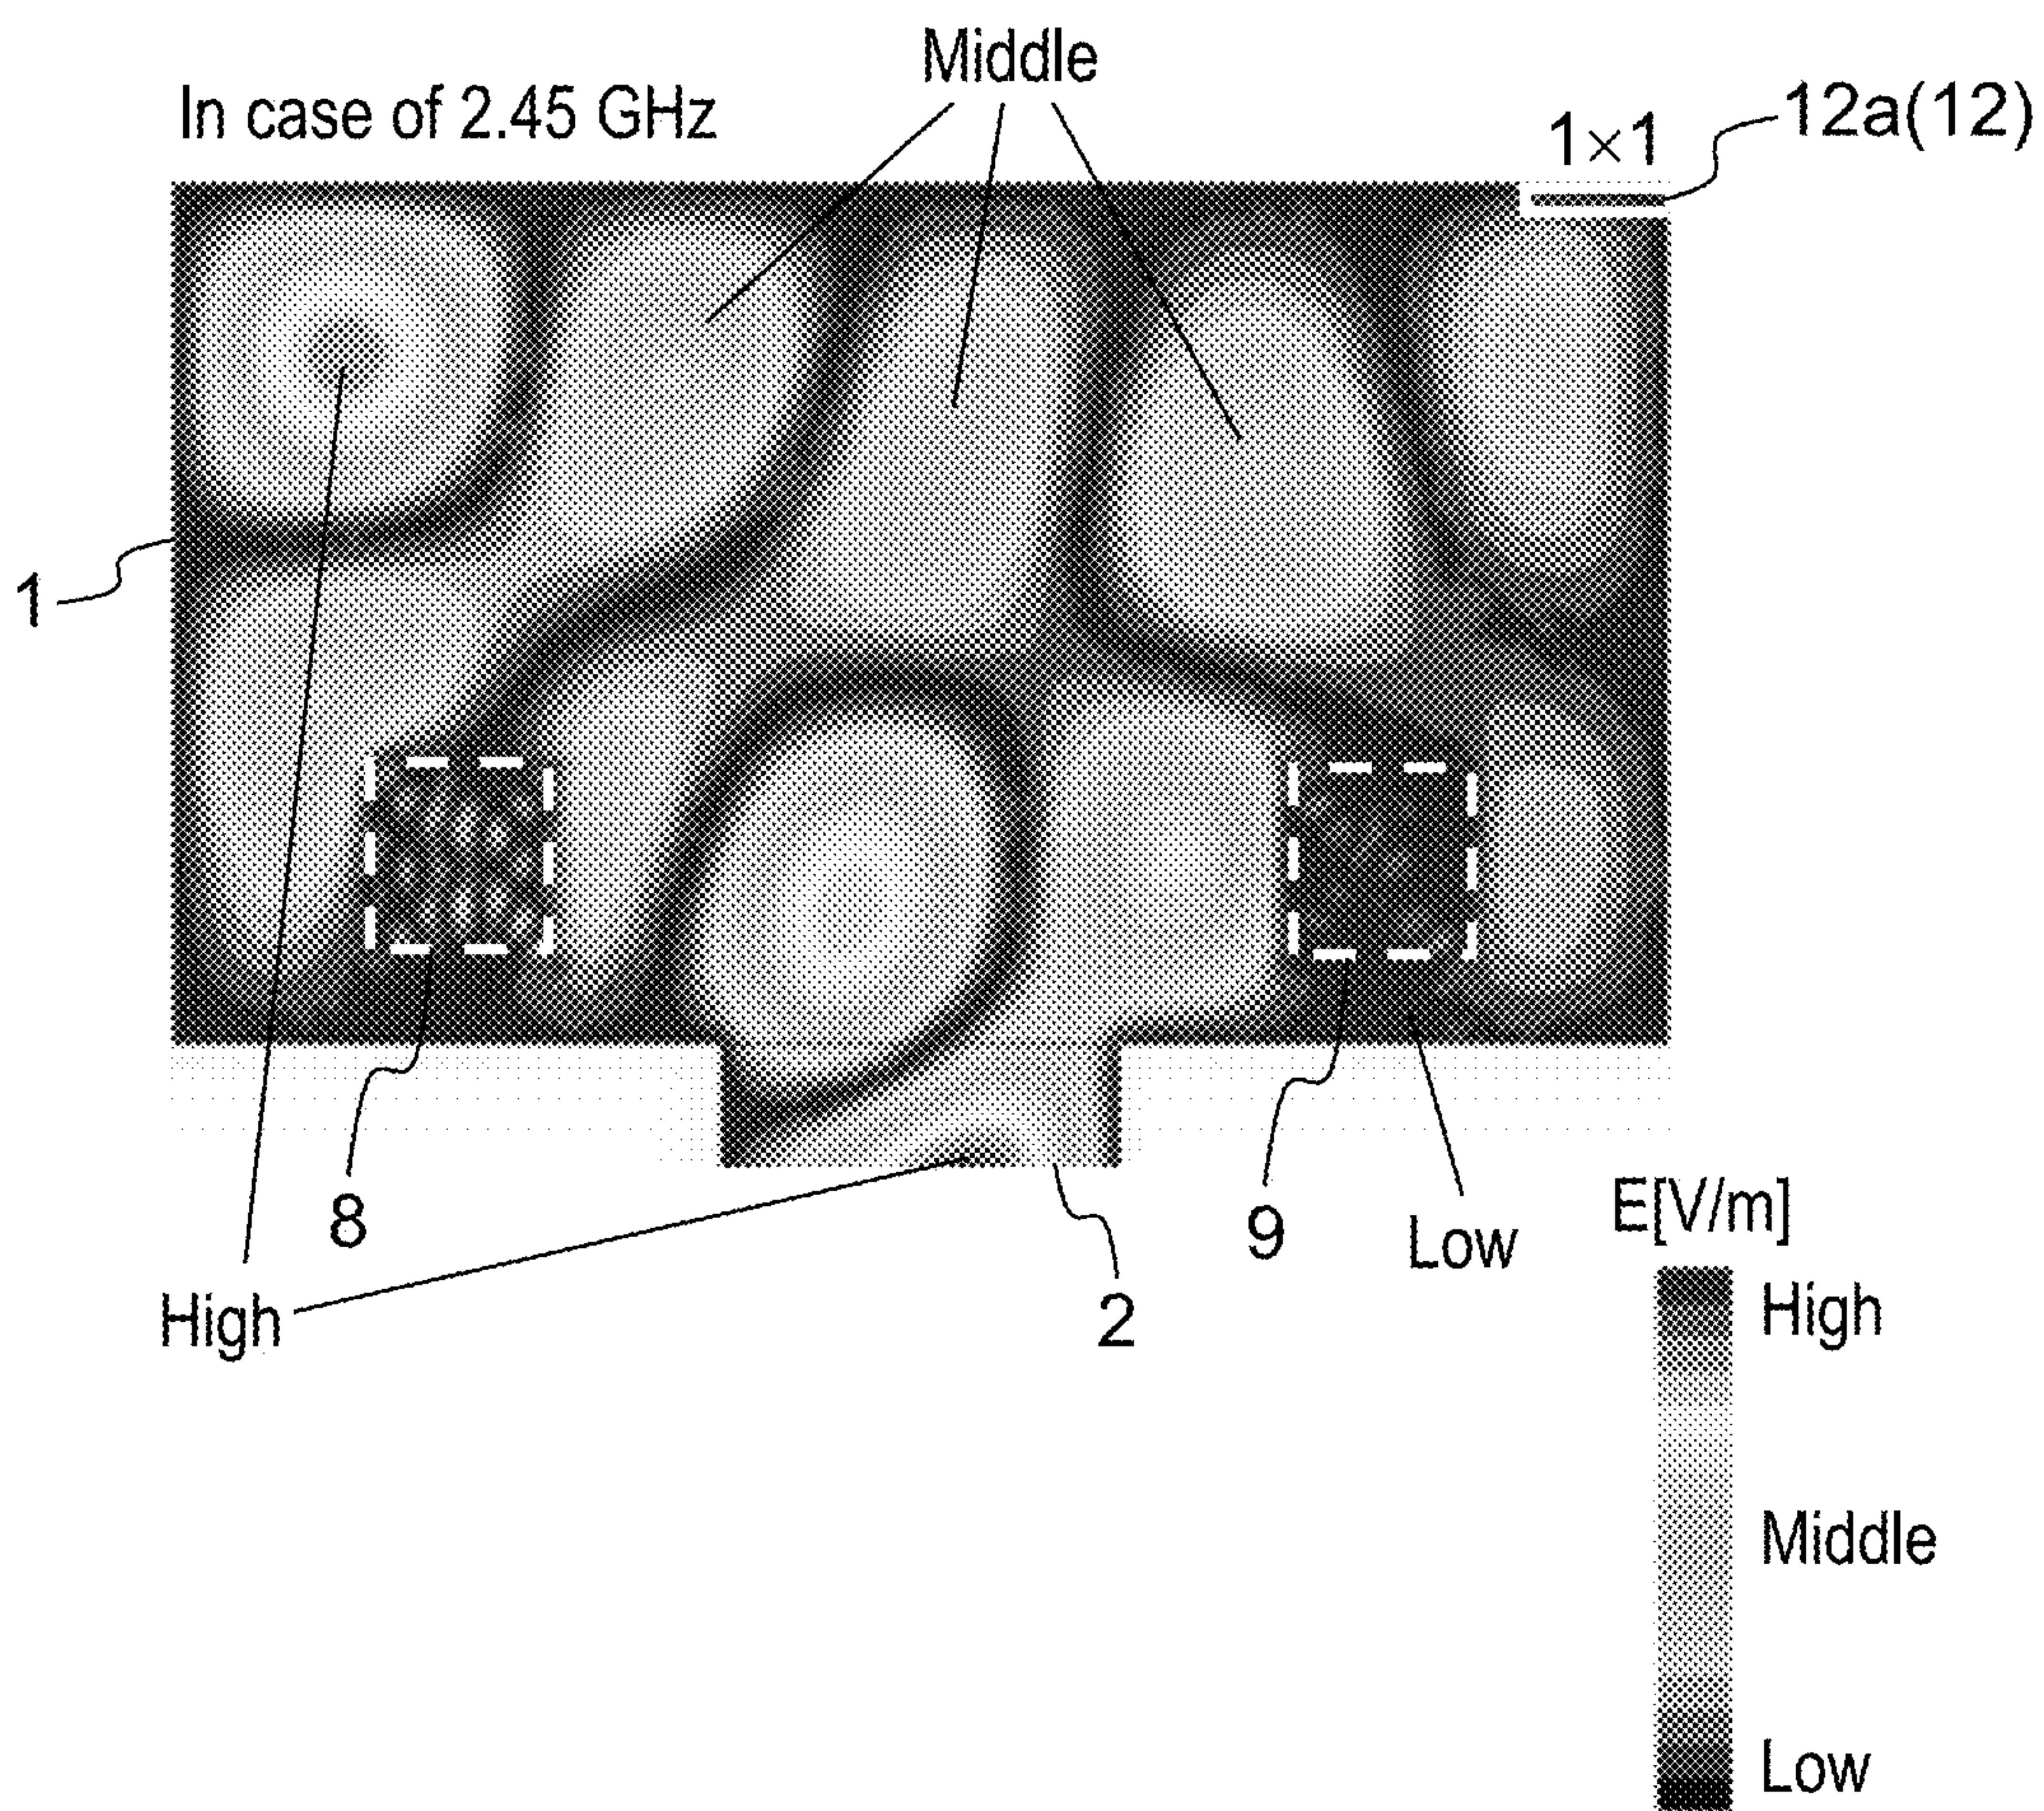 Middle
In case of 2.45 GHz
1×1
12a(12)
1
8
9
Low
E[V/m]
High
2
High
Middle
Low